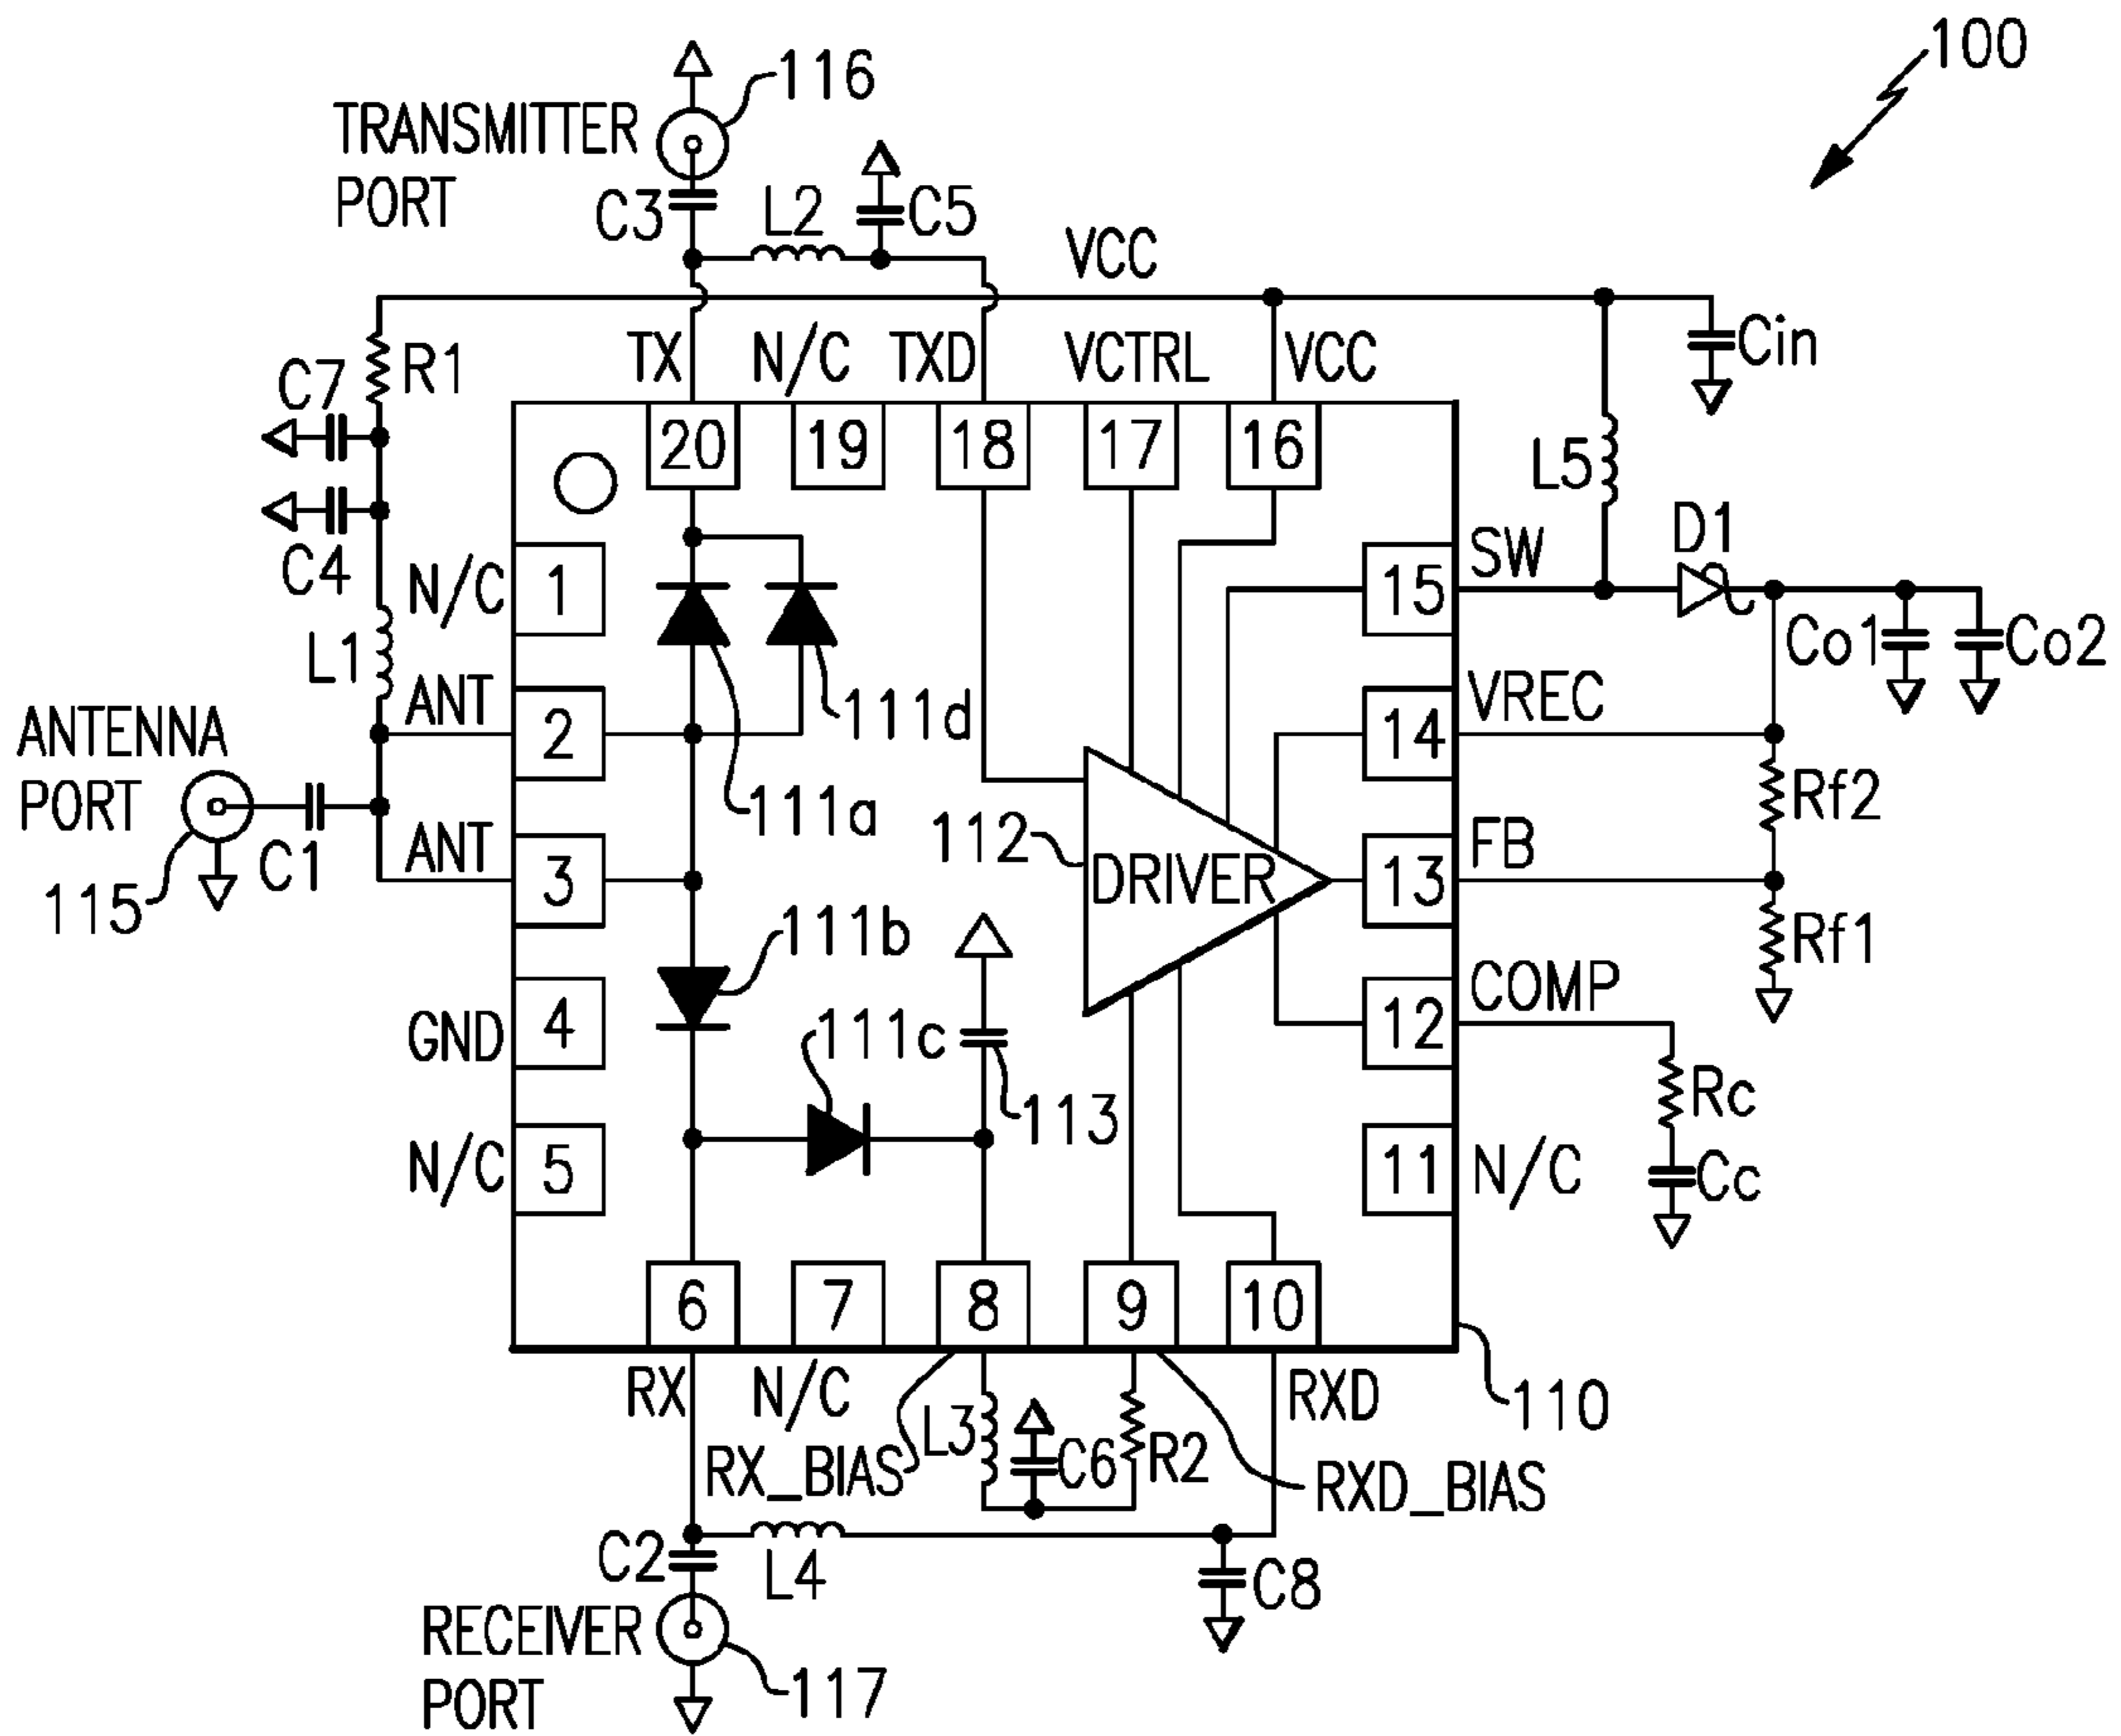 100
116
TRANSMITTER
PORT
C3
L2
C5
VCC
R1
C7
C4
TX
N/C
TXD
VCTRL
VCC
Cin
20
19
18
17
16
L5
N/C
1
15
SW
D1
L1
ANT
2
111d
14
VREC
Co1
Co2
ANTENNA
PORT
111a
Rf2
115
C1
ANT
3
112
DRIVER
13
FB
111b
Rf1
GND
4
111c
113
12
COMP
Rc
N/C
5
11
N/C
Cc
6
7
8
9
10
RX
N/C
RXD
110
RX_BIAS
L3
C6
R2
RXD_BIAS
C2
L4
C8
RECEIVER
PORT
117